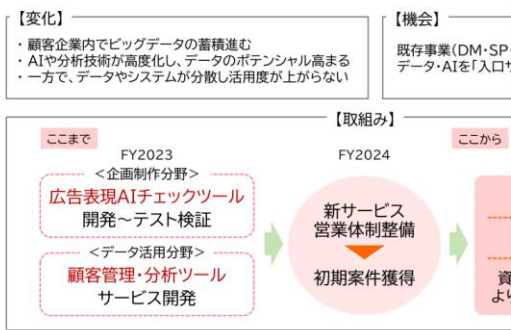 【変化】
・ 顧客企業内でビッグデータの蓄積進む
・ AIや分析技術が高度化し、データのポテンシャル高まる
・ 一方で、データやシステムが分散し活用度が上がらない
【機会】
既存事業(DM・SP・
データ・AIを「入口サ
【取組み】
ここまで
ここから
FY2023
FY2024
<企画制作分野>
広告表現AIチェックツール
開発～テスト検証
<データ活用分野>
顧客管理・分析ツール
サービス開発
新サービス
営業体制整備
初期案件獲得
資
より